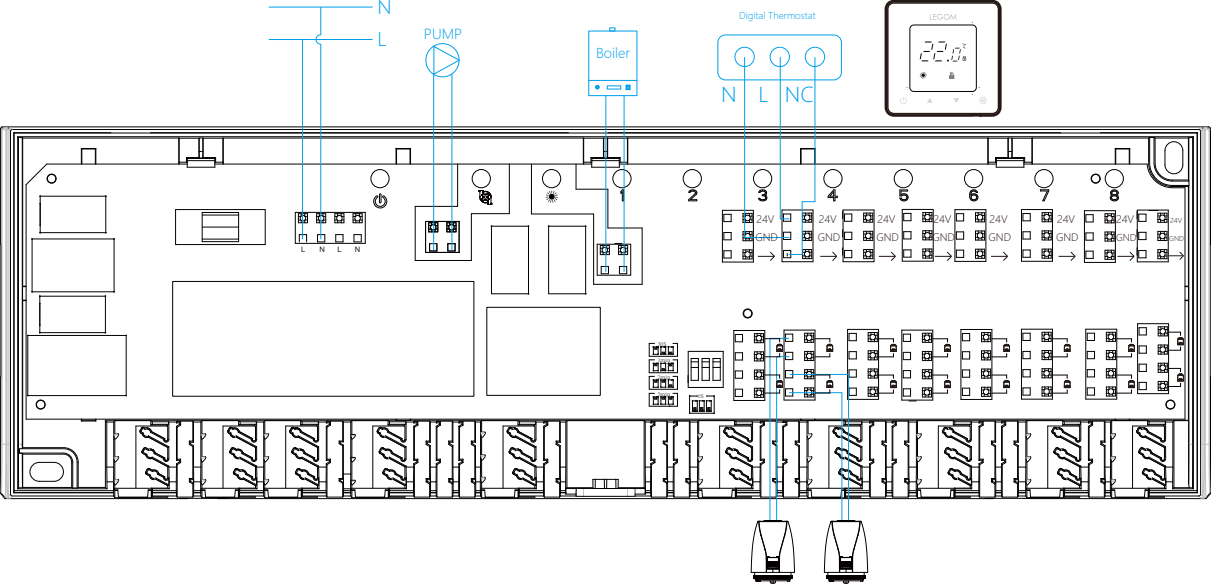 N
L
PUMP
Boiler
Digital Thermostat
N L NC
LEGOM
22.0
1 2 3 4 5 6 7 8
24V 24V 24V 24V 24V 24V 24V 24V
GND GND GND GND GND GND GND GND
L N L N